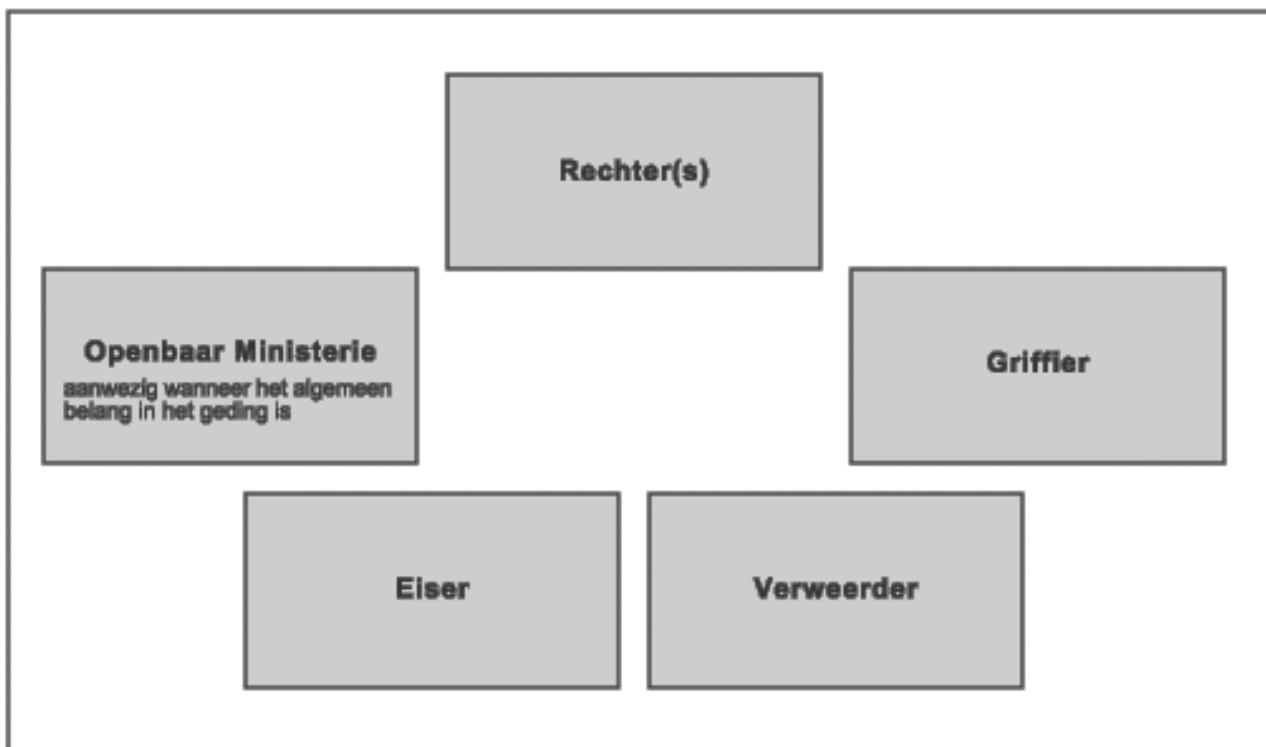 Rechter(s)
Openbaar Ministerie
aanwezig wanneer het algemeen
belang in het geding is
Griffier
Eiser
Verweerder